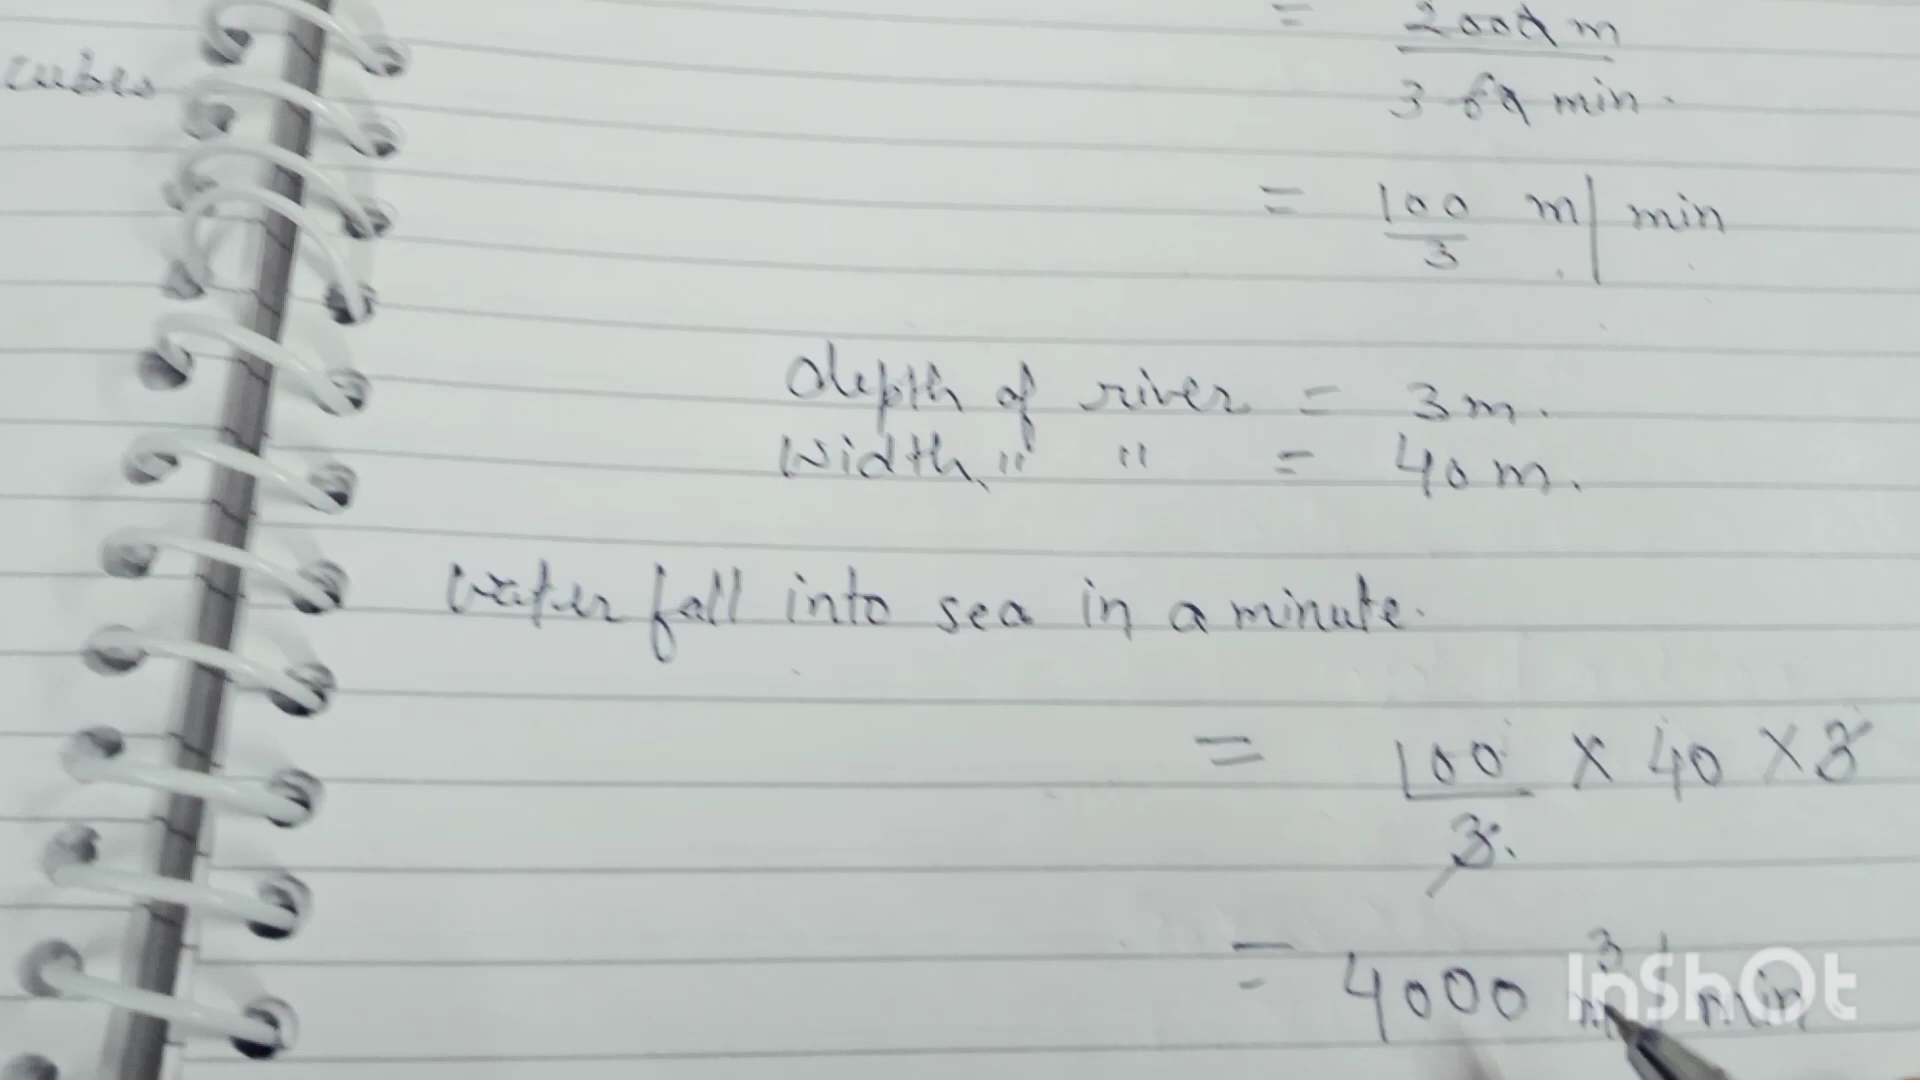 = 2000 m
cubes
3 60 min.
= 100 m/min
3
depth of river = 3m.
Width " " = 40 m.
Water fall into sea in a minute.
= 100 × 40 × 3
3.
= 4000 m³/min
InShOt